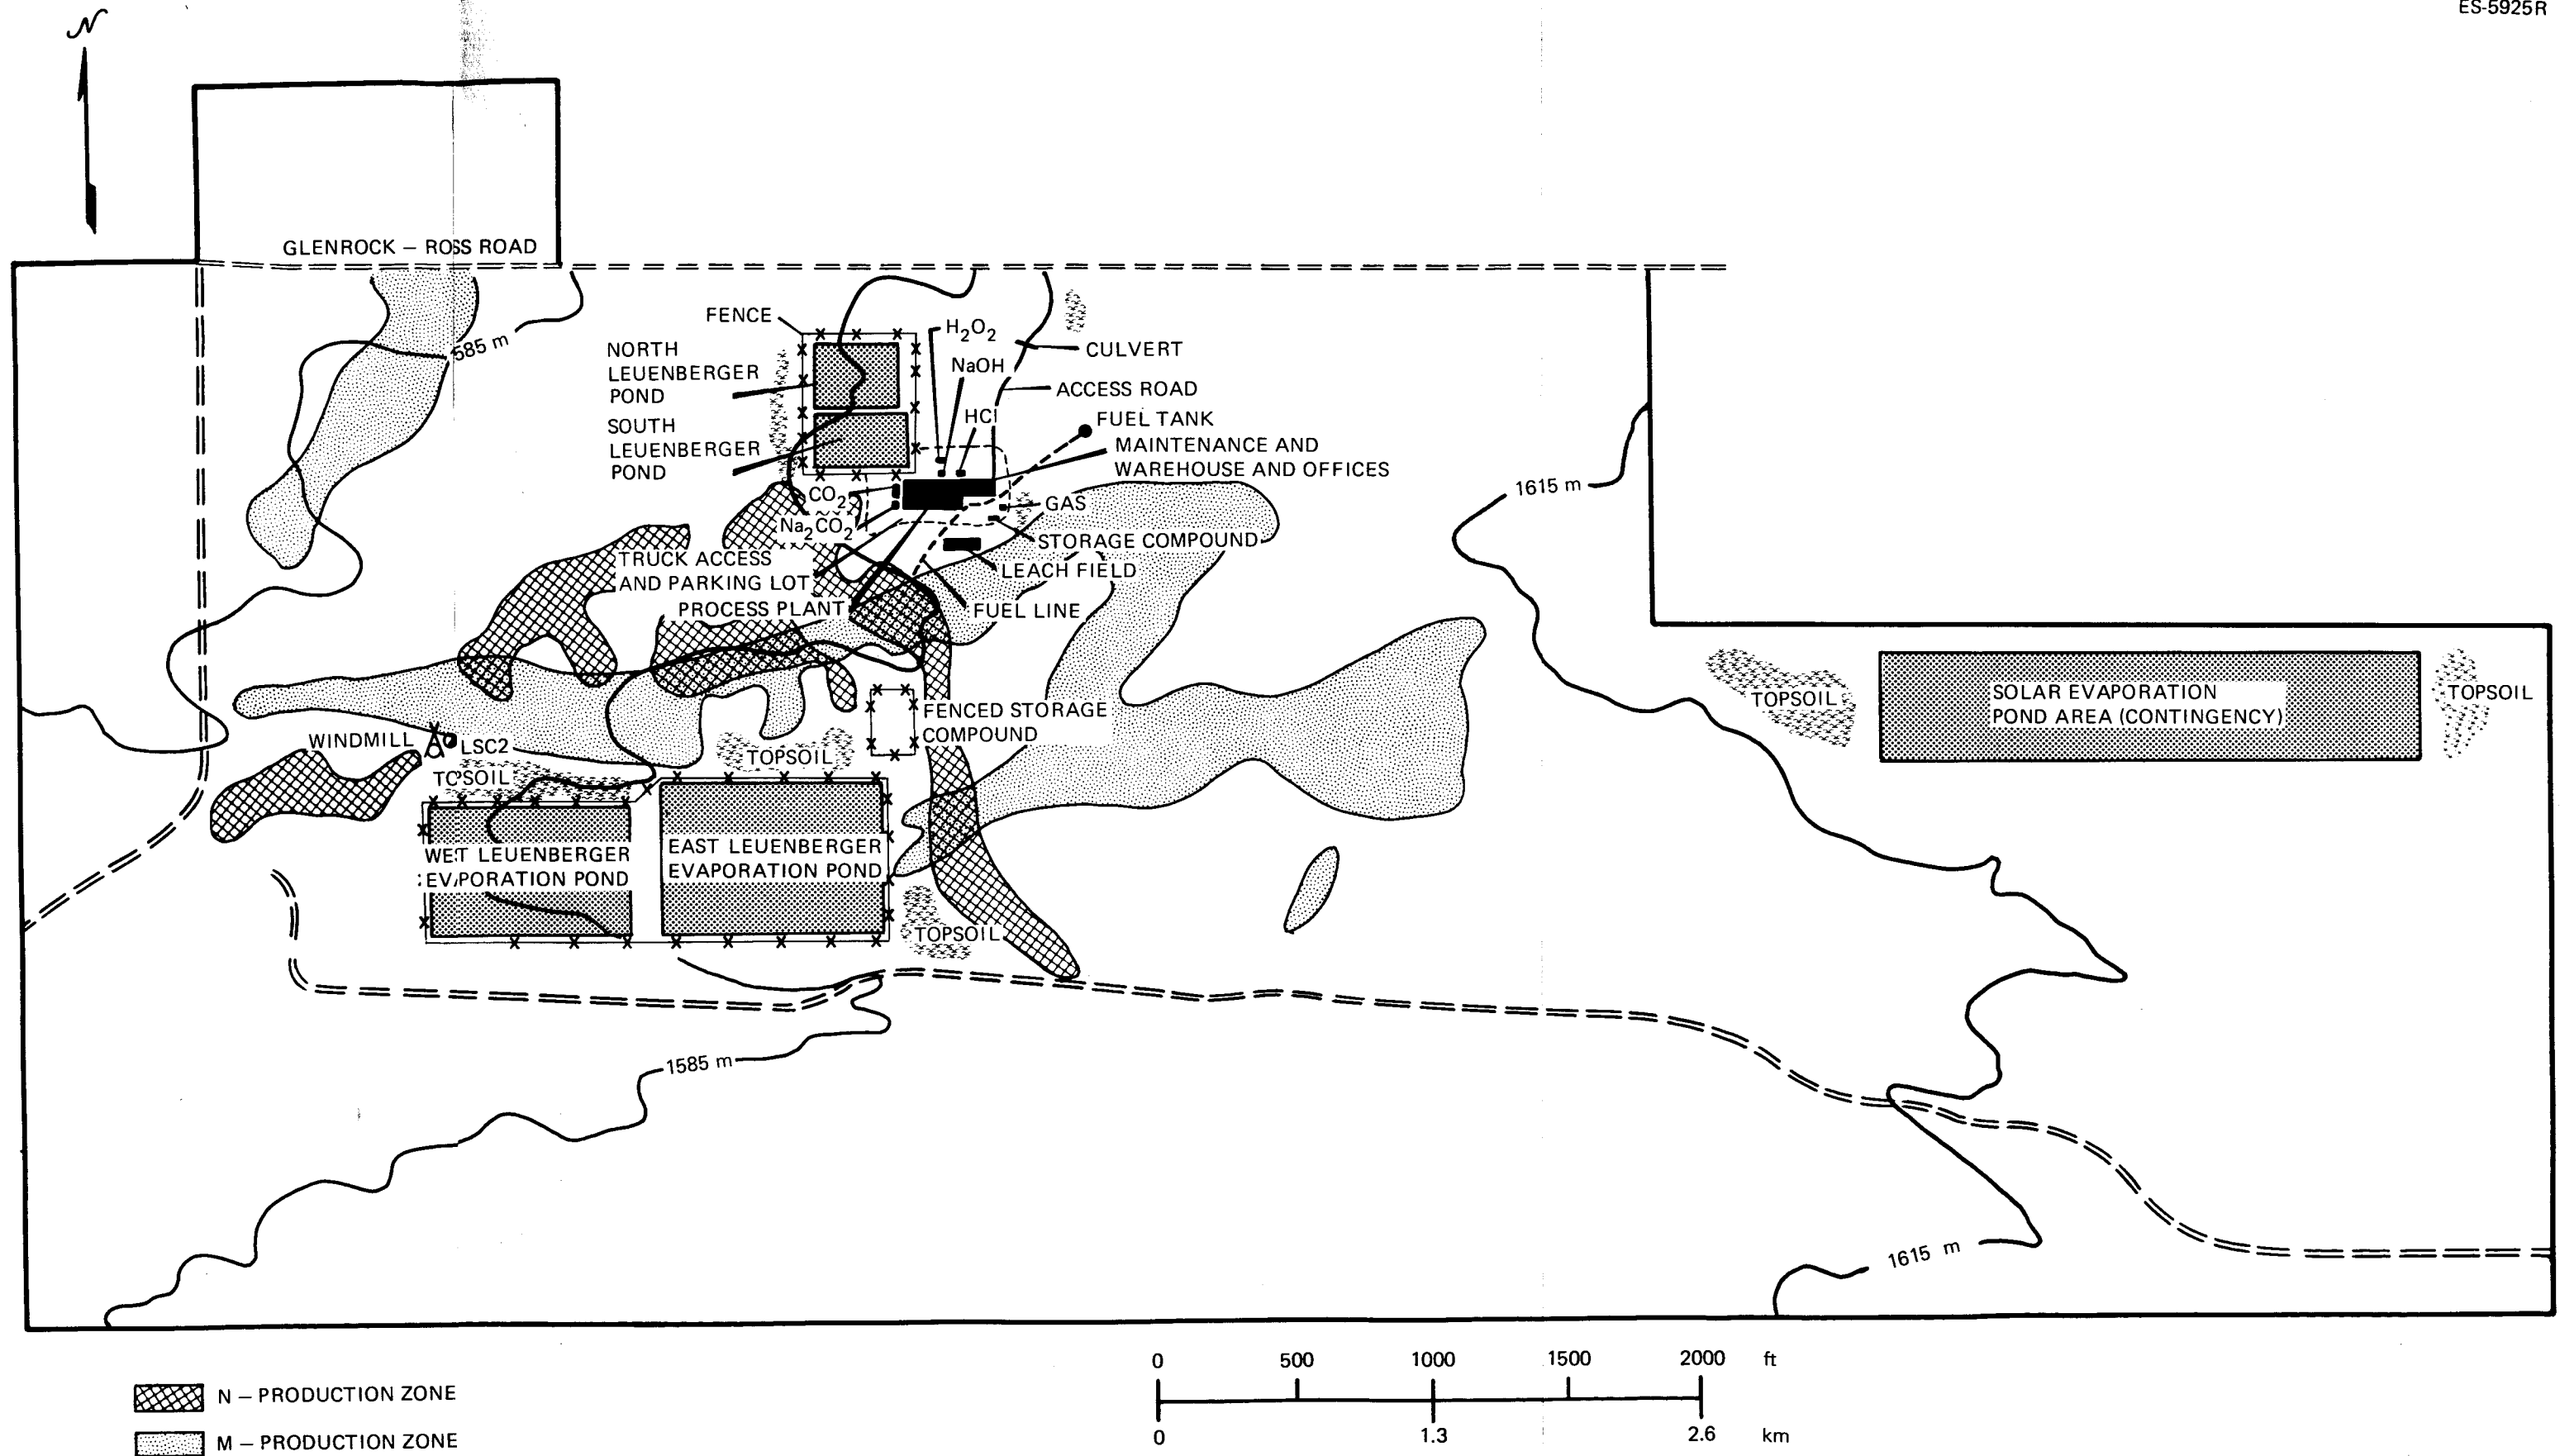 ES-5925R
N
GLENROCK – ROSS ROAD
585 m
FENCE
NORTH
LEUENBERGER
POND
SOUTH
LEUENBERGER
POND
H2O2
NaOH
HCl
CULVERT
ACCESS ROAD
FUEL TANK
MAINTENANCE AND
WAREHOUSE AND OFFICES
CO2
Na2CO2
GAS
STORAGE COMPOUND
LEACH FIELD
TRUCK ACCESS
AND PARKING LOT
PROCESS PLANT
FUEL LINE
1615 m
FENCED STORAGE
COMPOUND
WINDMILL
LSC2
TOPSOIL
TOPSOIL
TOPSOIL
SOLAR EVAPORATION
POND AREA (CONTINGENCY)
TOPSOIL
WET LEUENBERGER
EVAPORATION POND
EAST LEUENBERGER
EVAPORATION POND
TOPSOIL
1585 m
1615 m
N – PRODUCTION ZONE
M – PRODUCTION ZONE
0 500 1000 1500 2000 ft
0 1.3 2.6 km